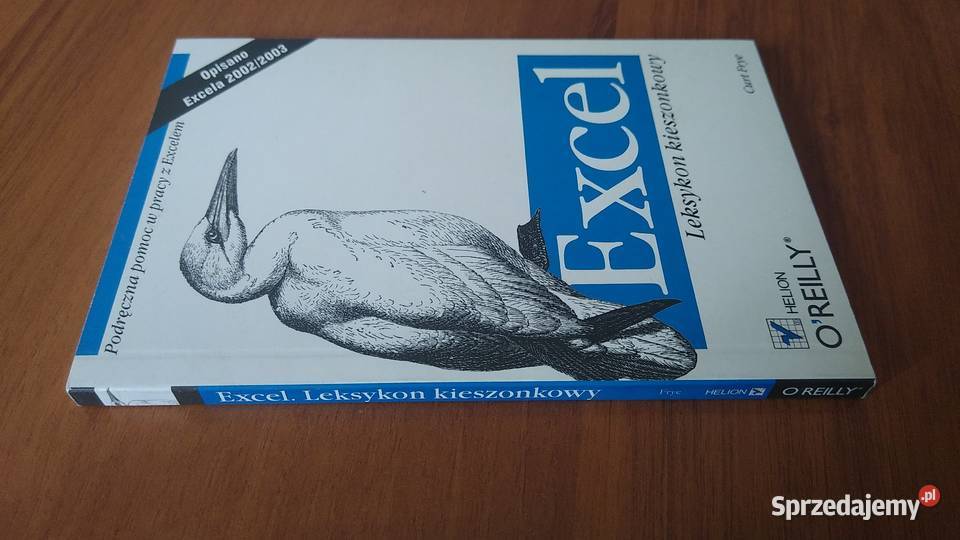 Opisano
Excela 2002/2003
Podręczna pomoc w pracy z Excelem
Excel
Leksykon kieszonkowy
Curt Frye
HELION
O'REILLY®
Excel. Leksykon kieszonkowy
Frye
HELION
O'REILLY™
Sprzedajemy.pl